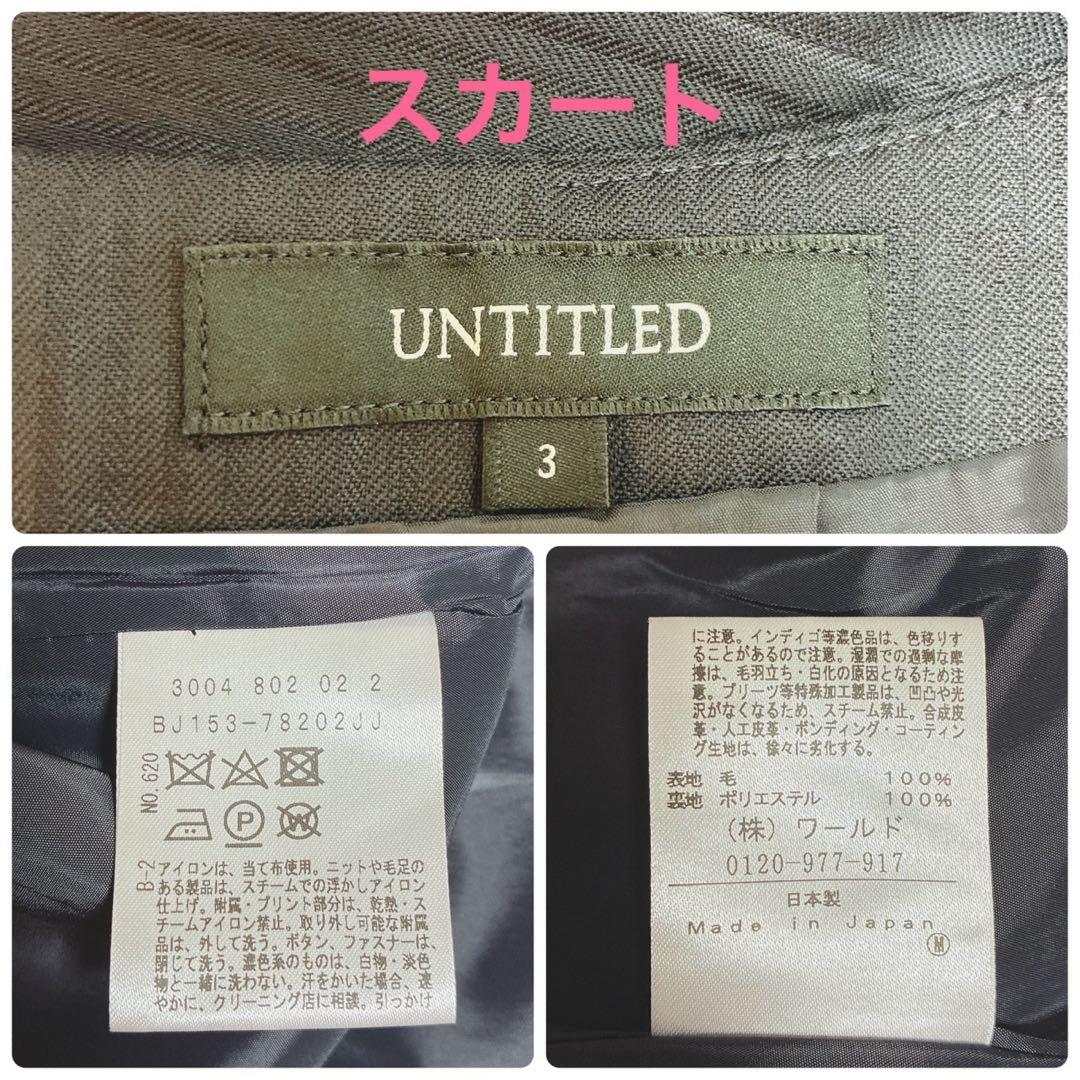 スカート
UNTITLED
3
3004 802 02 2
BJ153-78202JJ
NO.620
P
W
B-2
アイロンは、当て布使用。ニットや毛足の
ある製品は、スチームでの浮かしアイロン
仕上げ。附属・プリント部分は、乾熱・ス
チームアイロン禁止。取り外し可能な附属
品は、外して洗う。ボタン、ファスナーは、
閉じて洗う。濃色系のものは、白物・淡色
物と一緒に洗わない。汗をかいた場合、速
やかに、クリーニング店に相談。引っかけ
に注意。インディゴ等濃色品は、色移りす
ることがあるので注意。湿潤での過剰な摩
擦は、毛羽立ち・白化の原因となるため注
意。プリーツ等特殊加工製品は、凹凸や光
沢がなくなるため、スチーム禁止。合成皮
革・人工皮革・ボンディング・コーティン
グ生地は、徐々に劣化する。
表地 毛 100%
裏地 ポリエステル 100%
(株) ワールド
0120-977-917
日本製
Made in Japan
M